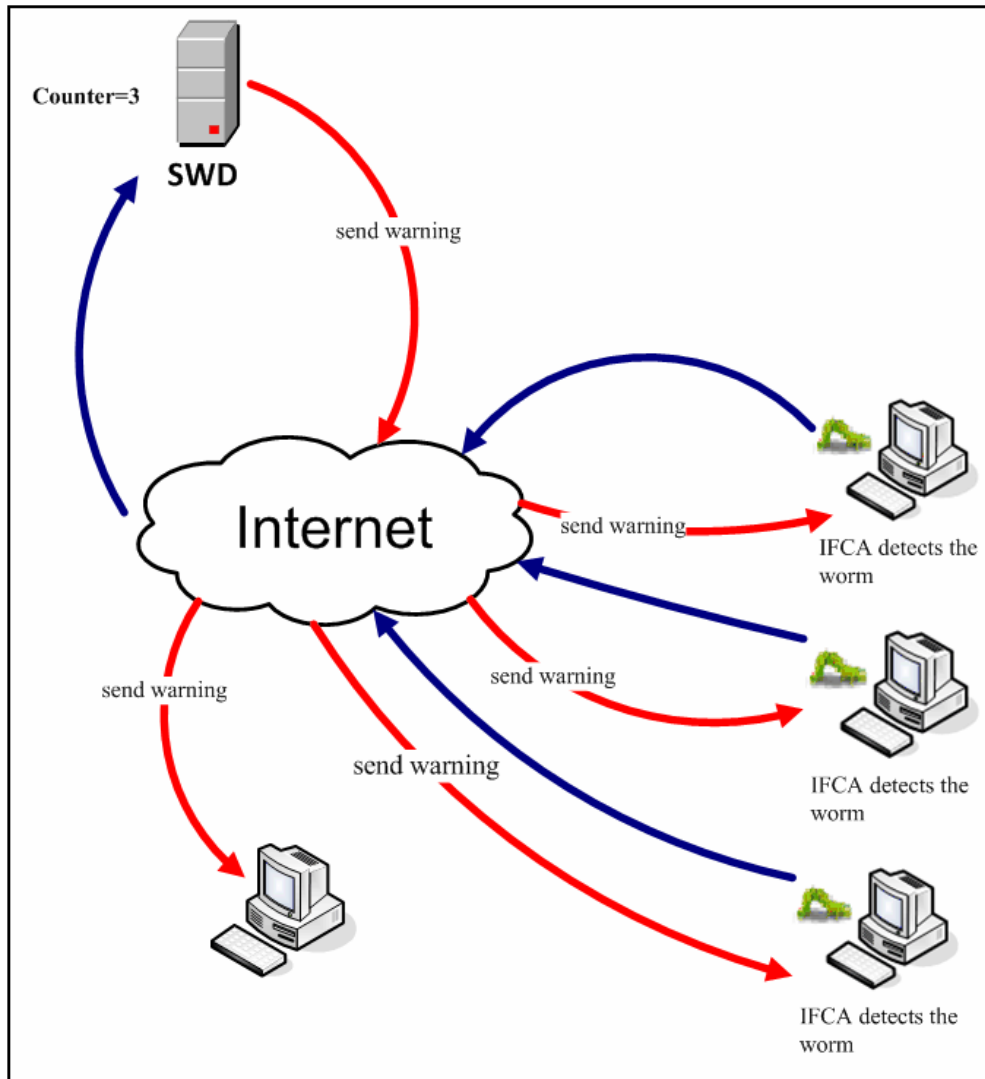 Counter=3
SWD
send warning
Internet
send warning
IFCA detects the
worm
send warning
send warning
IFCA detects the
worm
send warning
IFCA detects the
worm